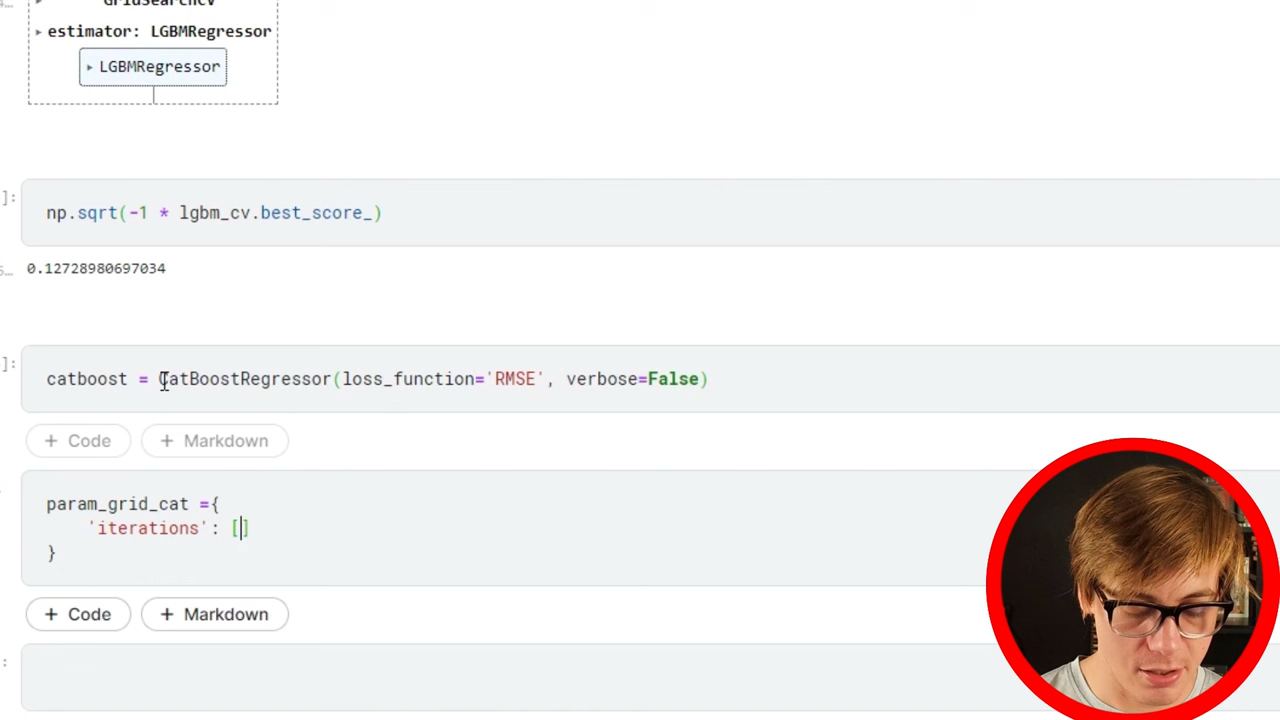 GridSearchCV
estimator: LGBMRegressor
LGBMRegressor
]:
np.sqrt(-1 * lgbm_cv.best_score_)
0.12728980697034
]:
catboost = CatBoostRegressor(loss_function='RMSE', verbose=False)
+ Code + Markdown
param_grid_cat ={
'iterations': []
}
+ Code + Markdown
: